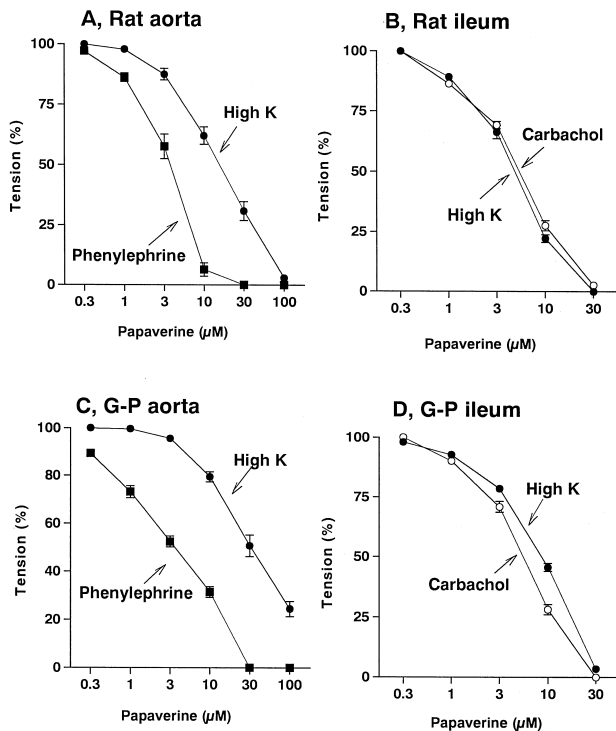 A, Rat aorta
100
75
50
25
0
Tension (%)
High K
Phenylephrine
0.3 1 3 10 30 100
Papaverine (µM)
B, Rat ileum
100
75
50
25
0
Tension (%)
Carbachol
High K
0.3 1 3 10 30
Papaverine (µM)
C, G-P aorta
100
80
60
40
20
0
Tension (%)
High K
Phenylephrine
0.3 1 3 10 30 100
Papaverine (µM)
D, G-P ileum
100
75
50
25
0
Tension (%)
High K
Carbachol
0.3 1 3 10 30
Papaverine (µM)